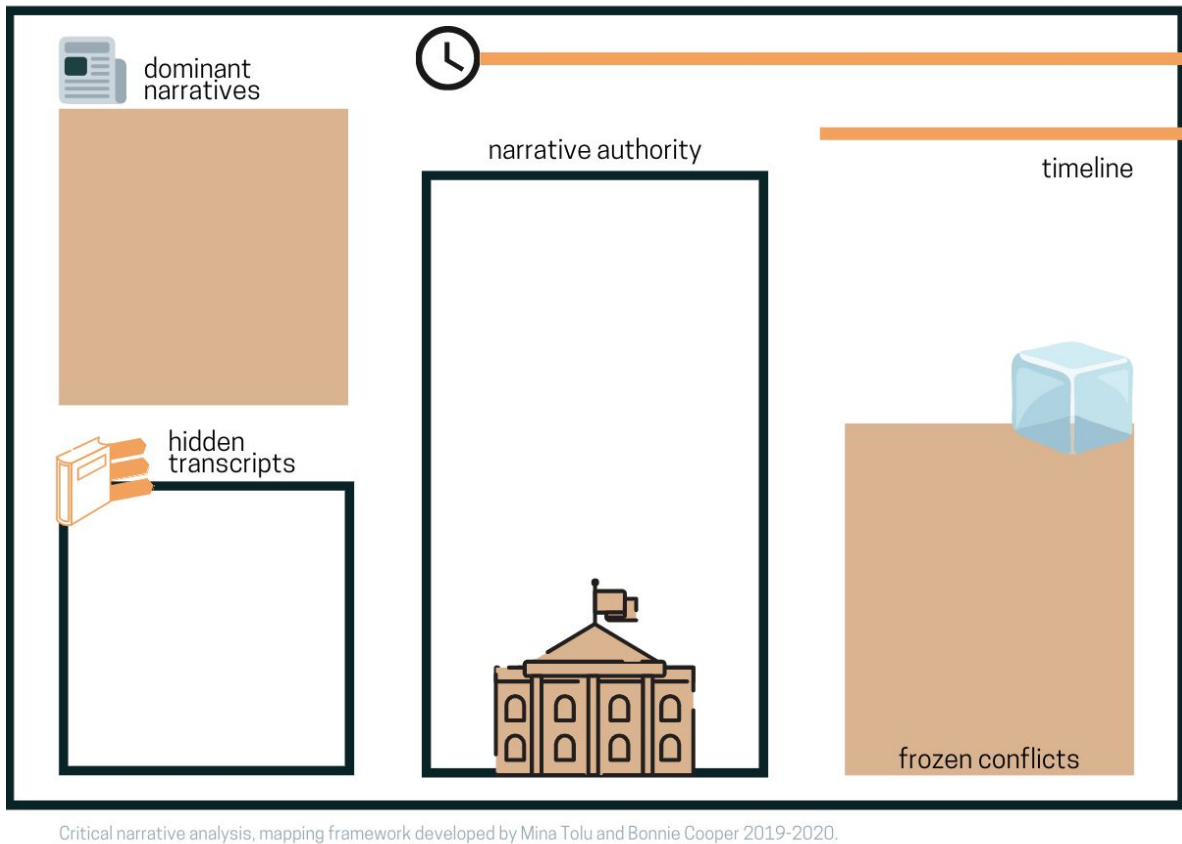 dominant
narratives
narrative authority
timeline
hidden
transcripts
frozen conflicts
Critical narrative analysis, mapping framework developed by Mina Tolu and Bonnie Cooper 2019-2020.